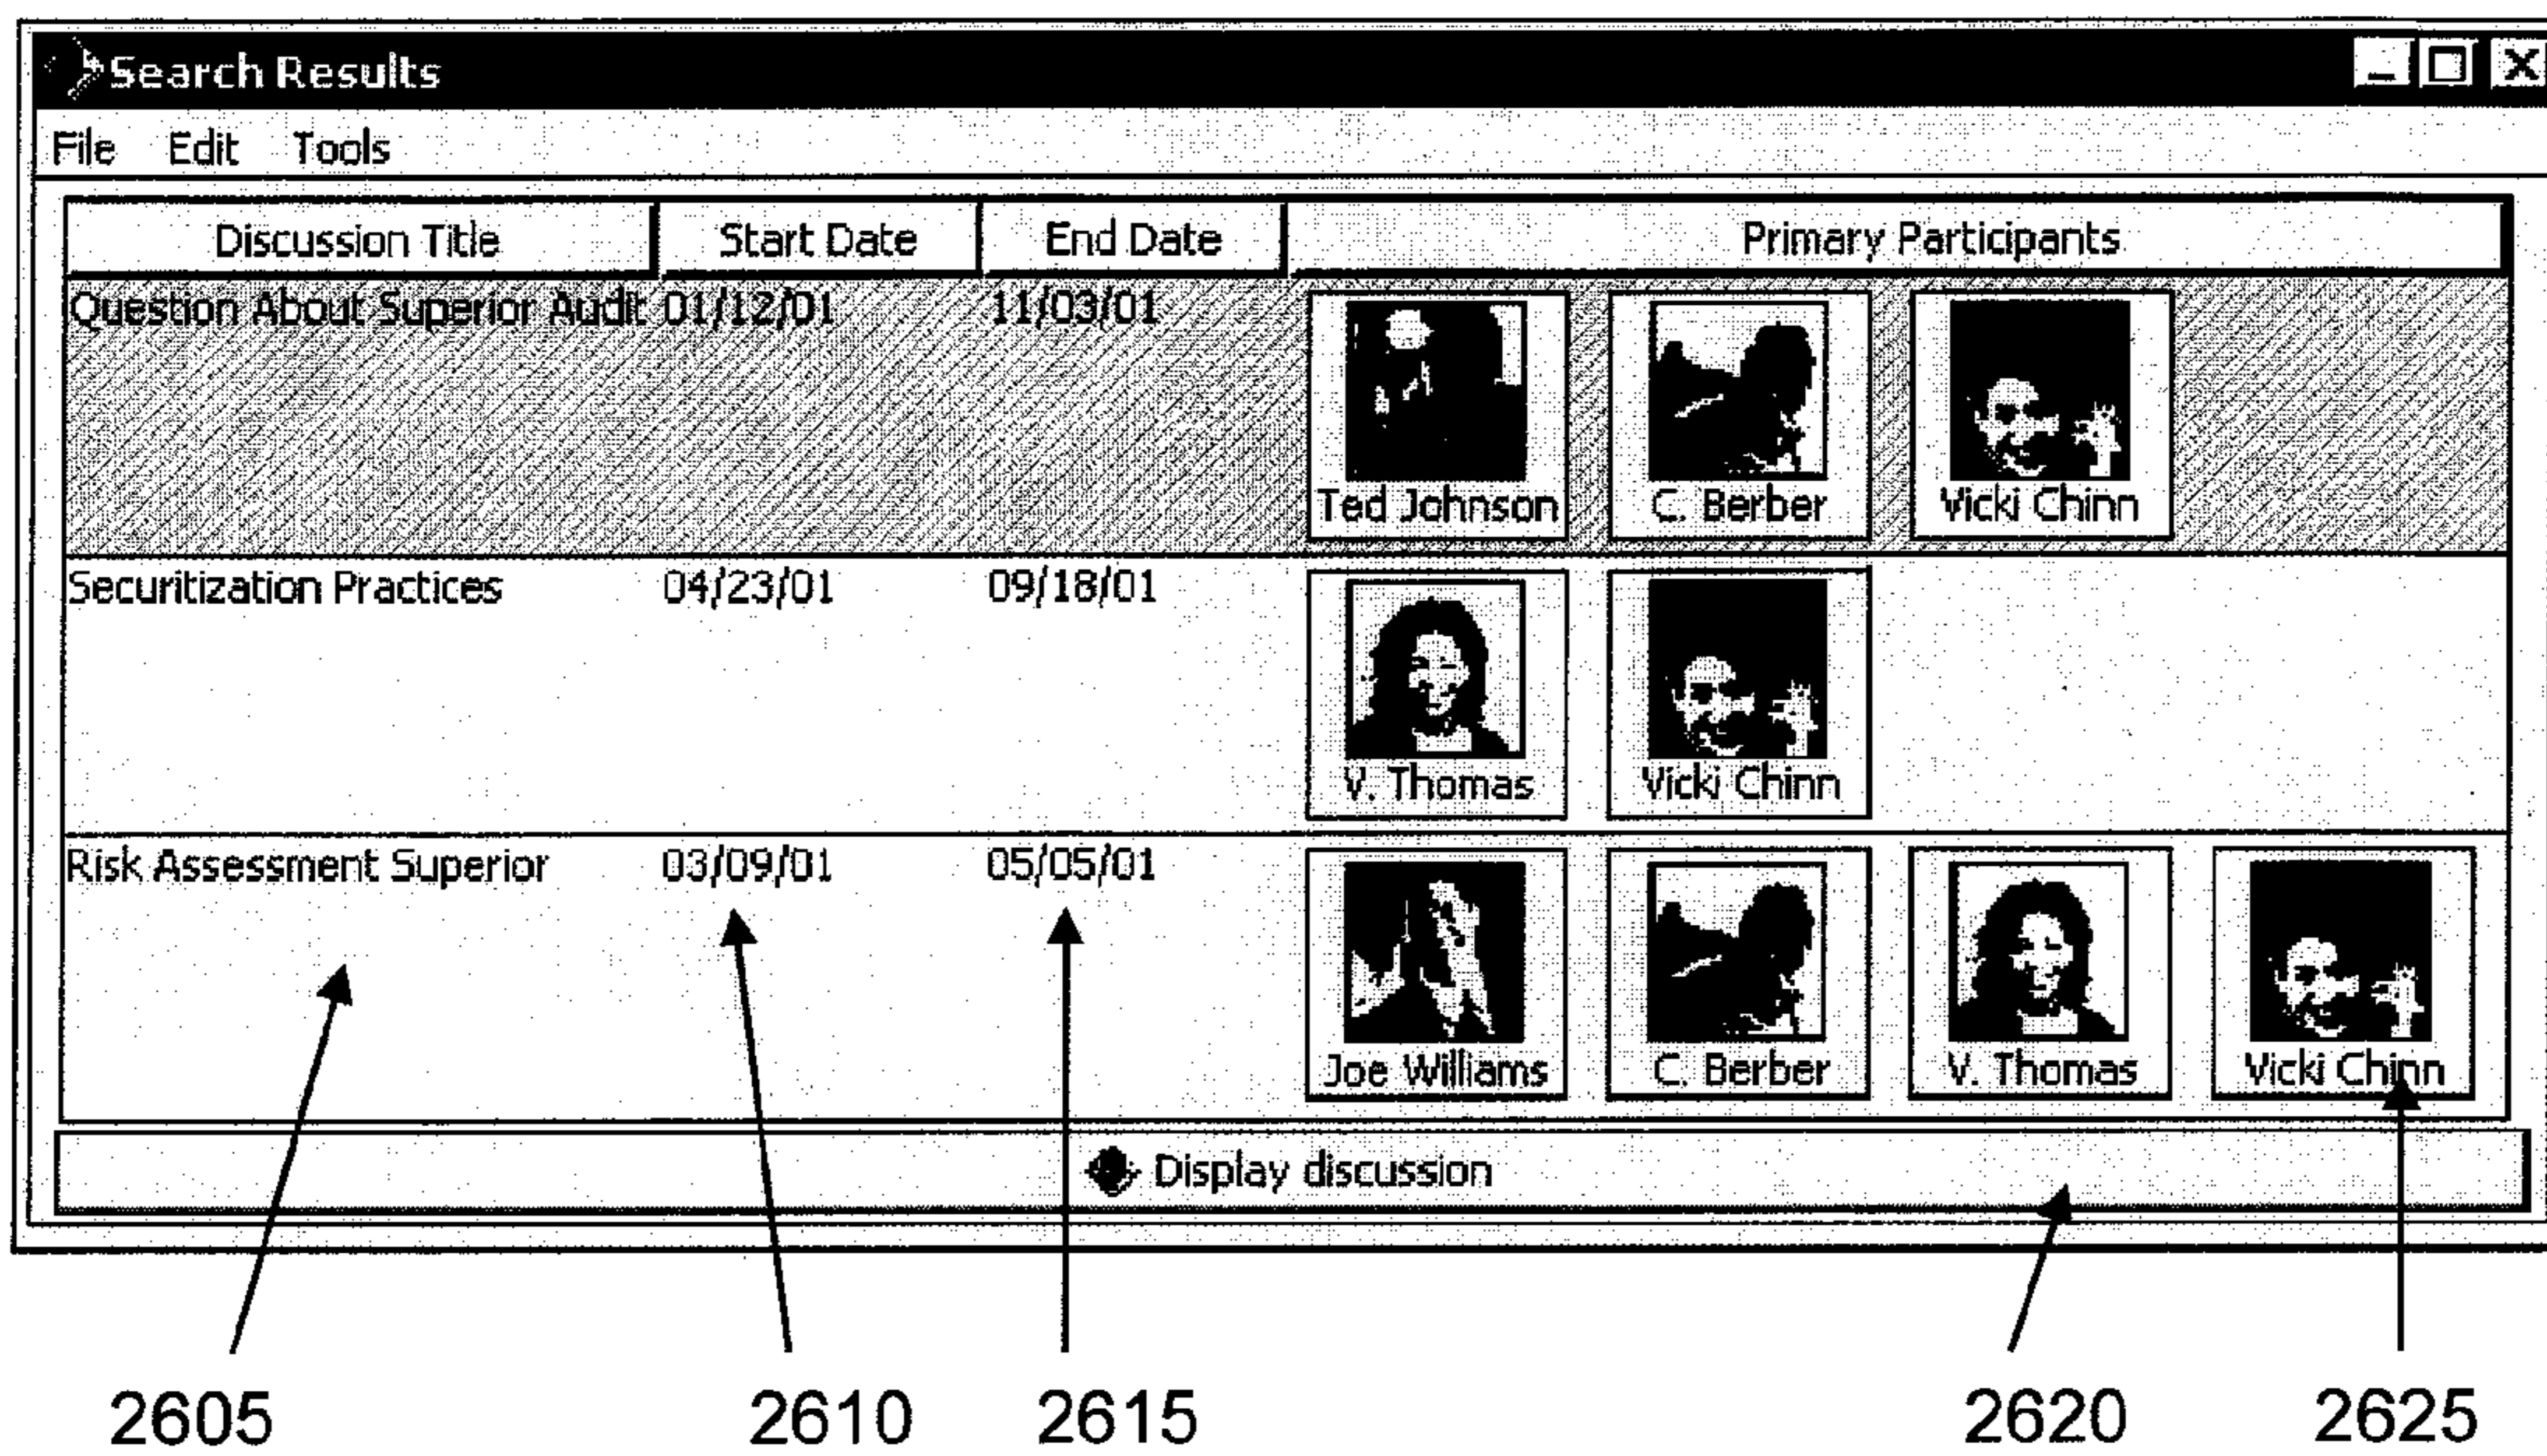 Search Results
File Edit Tools
Discussion Title Start Date End Date Primary Participants
Question About Superior Audit 01/12/01 11/03/01
Ted Johnson C. Berber Vicki Chinn
Securitization Practices 04/23/01 09/18/01
V. Thomas Vicki Chinn
Risk Assessment Superior 03/09/01 05/05/01
Joe Williams C. Berber V. Thomas Vicki Chinn
Display discussion
2605 2610 2615 2620 2625